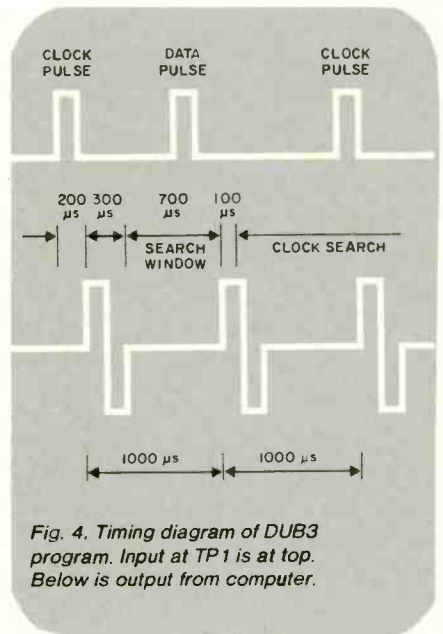 CLOCK PULSE
DATA PULSE
CLOCK PULSE
200 µs
300 µs
700 µs
100 µs
SEARCH WINDOW
CLOCK SEARCH
1000 µs
1000 µs
Fig. 4. Timing diagram of DUB3
program. Input at TP1 is at top.
Below is output from computer.